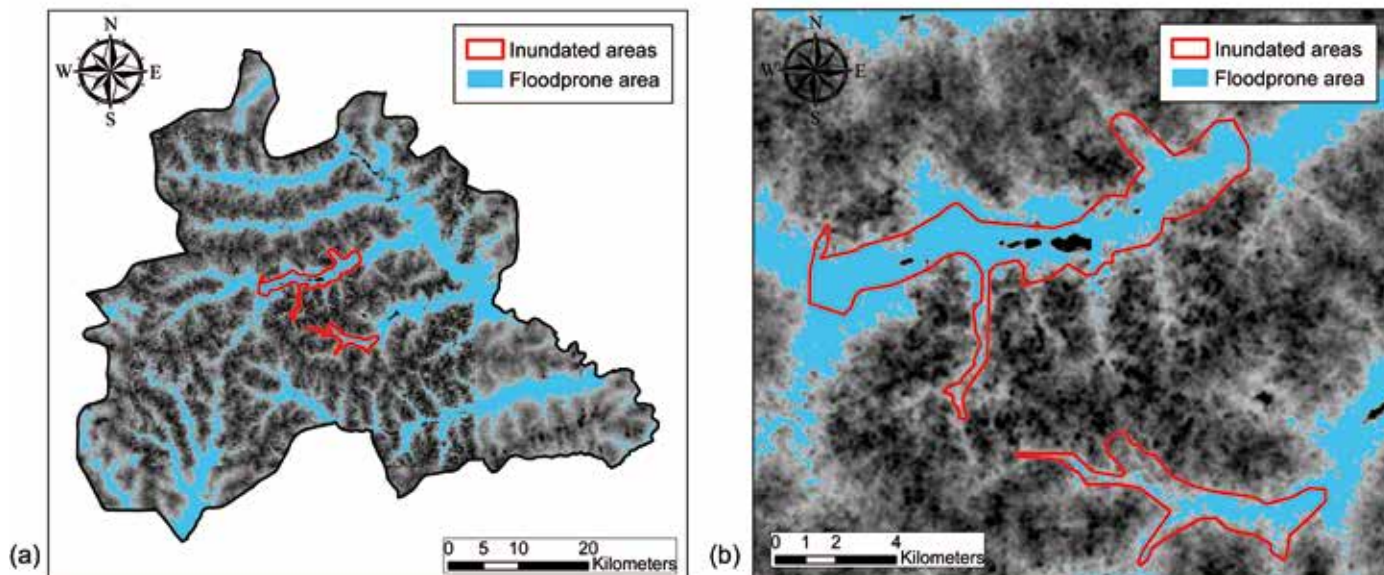 N
W E
S
Inundated areas
Floodprone area
0 5 10 20
Kilometers
(a)
N
W E
S
Inundated areas
Floodprone area
0 1 2 4
Kilometers
(b)